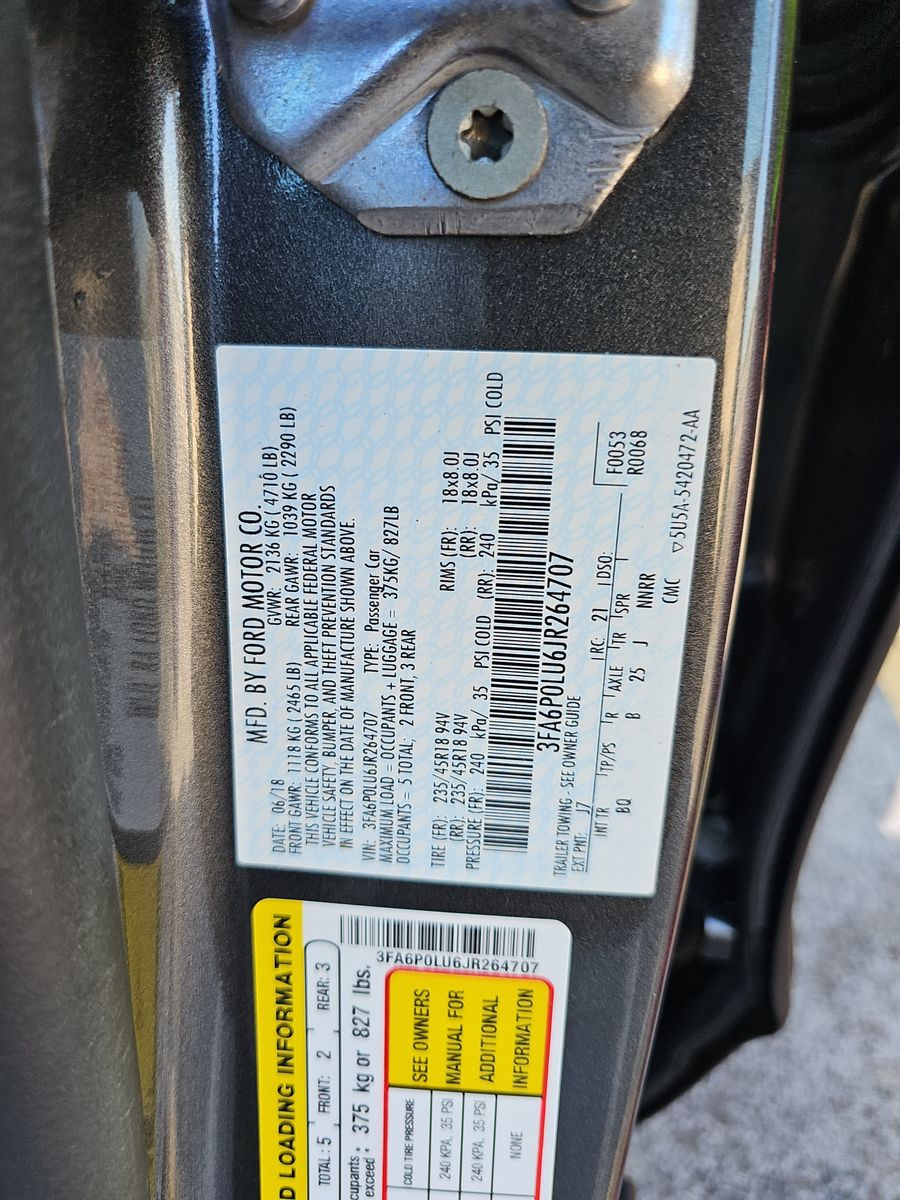 MFD. BY FORD MOTOR CO.
DATE: 06/18 GVWR: 2136 KG ( 4710 LB)
FRONT GAWR: 1118 KG ( 2465 LB) REAR GAWR: 1039 KG ( 2290 LB)
THIS VEHICLE CONFORMS TO ALL APPLICABLE FEDERAL MOTOR
VEHICLE SAFETY, BUMPER, AND THEFT PREVENTION STANDARDS
IN EFFECT ON THE DATE OF MANUFACTURE SHOWN ABOVE.
VIN: 3FA6P0LU6JR264707 TYPE: Passenger Car
MAXIMUM LOAD = OCCUPANTS + LUGGAGE = 375KG/ 827LB
OCCUPANTS = 5 TOTAL; 2 FRONT, 3 REAR
TIRE (FR): 235/45R18 94V RIMS (FR): 18x8.0J
(RR): 235/45R18 94V (RR): 18x8.0J
PRESSURE (FR): 240 kPa/ 35 PSI COLD (RR): 240 kPa/ 35 PSI COLD
3FA6P0LU6JR264707
TRAILER TOWING - SEE OWNER GUIDE
EXT PNT: J7 RC: 21 DSO: F0053
R0068
INT TR TP/PS R AXLE TR SPR
BQ B 25 J NNRR
CMC ▽5U5A-5420472-AA
D LOADING INFORMATION
TOTAL: 5 FRONT: 2 REAR: 3
cupants
exceed : 375 kg or 827 lbs.
3FA6P0LU6JR264707
COLD TIRE PRESSURE
240 KPA, 35 PSI
240 KPA, 35 PSI
NONE
SEE OWNERS
MANUAL FOR
ADDITIONAL
INFORMATION